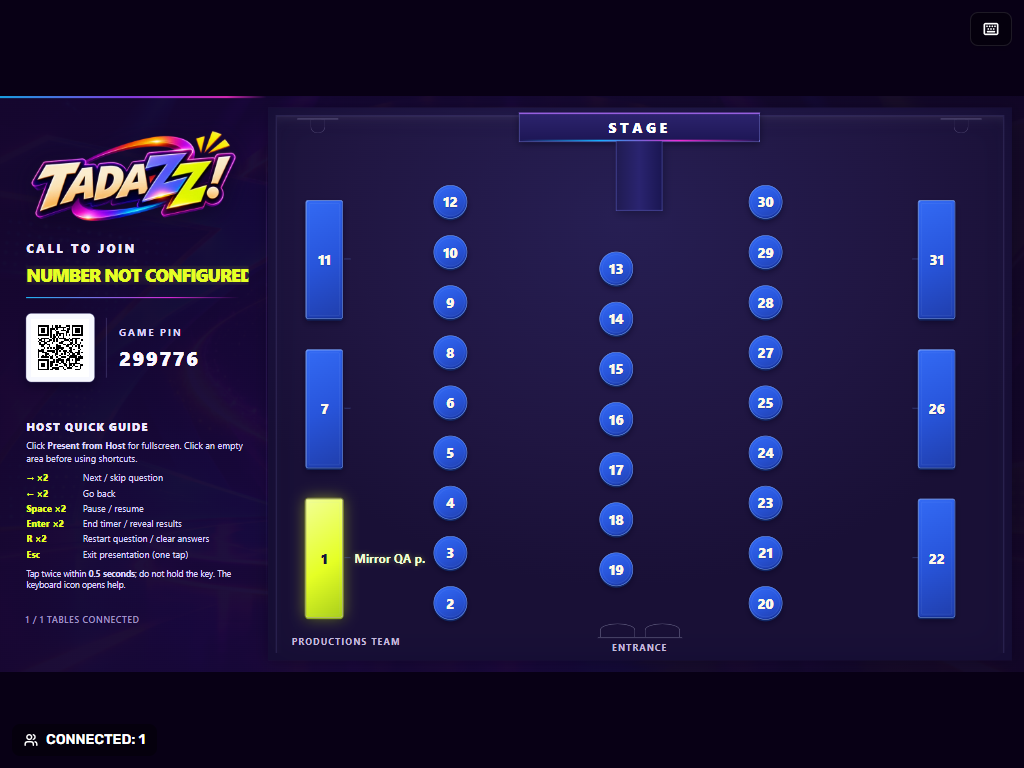 TADAZZ!
CALL TO JOIN
NUMBER NOT CONFIGURED
GAME PIN
299776
HOST QUICK GUIDE
Click Present from Host for fullscreen. Click an empty
area before using shortcuts.
→ x2 Next / skip question
← x2 Go back
Space x2 Pause / resume
Enter x2 End timer / reveal results
R x2 Restart question / clear answers
Esc Exit presentation (one tap)
Tap twice within 0.5 seconds; do not hold the key. The
keyboard icon opens help.
1 / 1 TABLES CONNECTED
STAGE
12 30
10 29
11 13 31
9 28
14
8 27
15
7 6 25 26
16
5 24
17
4 23
18
1 Mirror QA p. 3 21 22
19
2 20
PRODUCTIONS TEAM
ENTRANCE
CONNECTED: 1